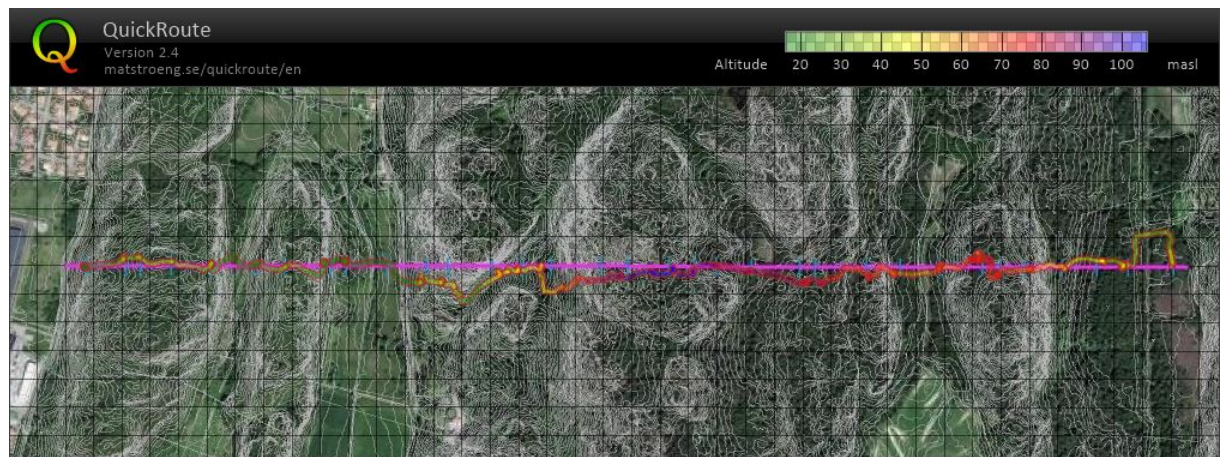 QuickRoute
Version 2.4
matstroeng.se/quickroute/en
Altitude 20 30 40 50 60 70 80 90 100 masl